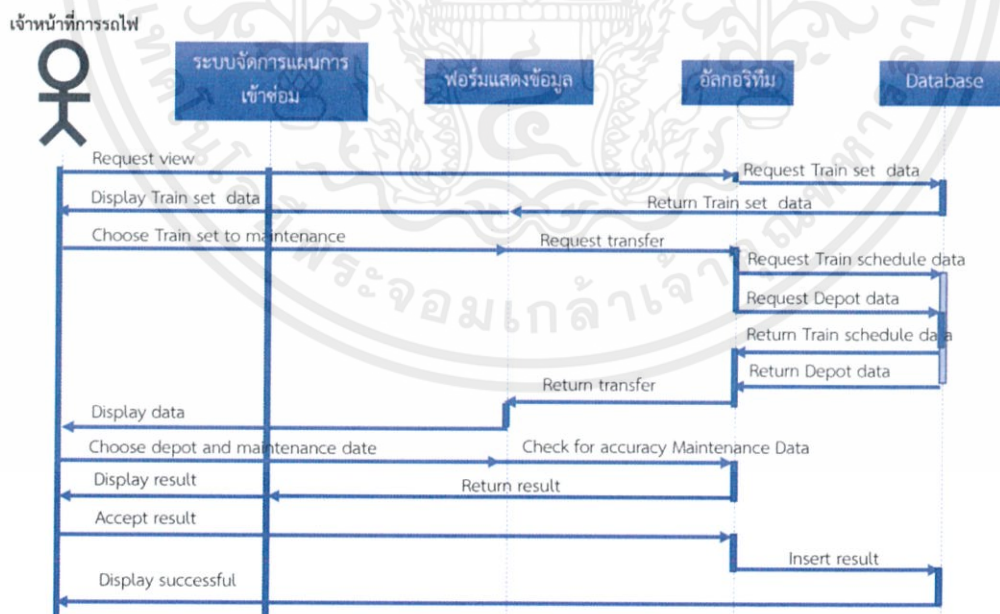 เจ้าหน้าที่การรถไฟ
ระบบจัดการแผนการ
เข้าซ่อม
ฟอร์มแสดงข้อมูล
อัลกอริทึม
Database
Request view
Request Train set data
Display Train set data
Return Train set data
Choose Train set to maintenance
Request transfer
Request Train schedule data
Request Depot data
Return Train schedule data
Return Depot data
Return transfer
Display data
Choose depot and maintenance date
Check for accuracy Maintenance Data
Display result
Return result
Accept result
Insert result
Display successful